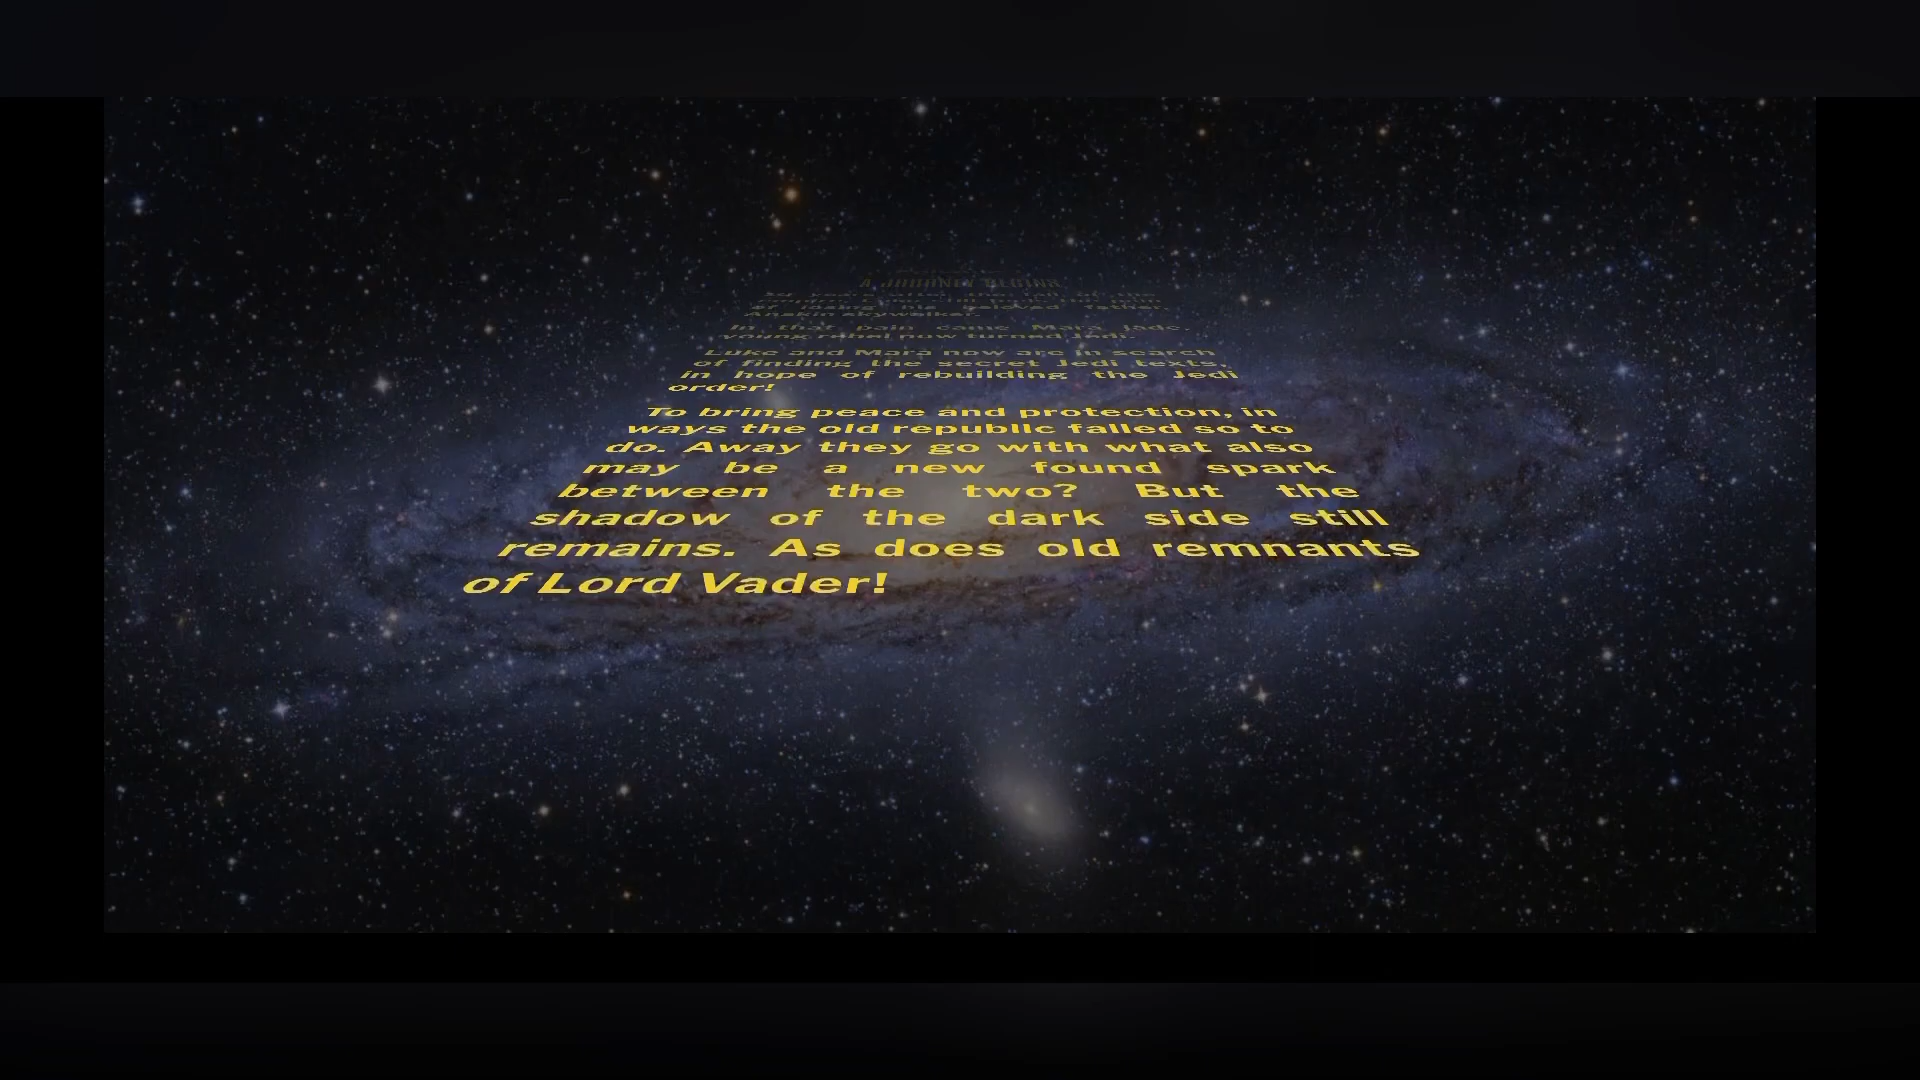 A JOURNEY BEGINS
father,
Anakin skywalker.
In that pain came Mara Jade.
young rebel now turned Jedi.
Luke and Mara now are in search
of finding the secret Jedi texts,
in hope of rebuilding the Jedi
order!
To bring peace and protection, in
ways the old republic failed so to
do. Away they go with what also
may be a new found spark
between the two? But the
shadow of the dark side still
remains. As does old remnants
of Lord Vader!